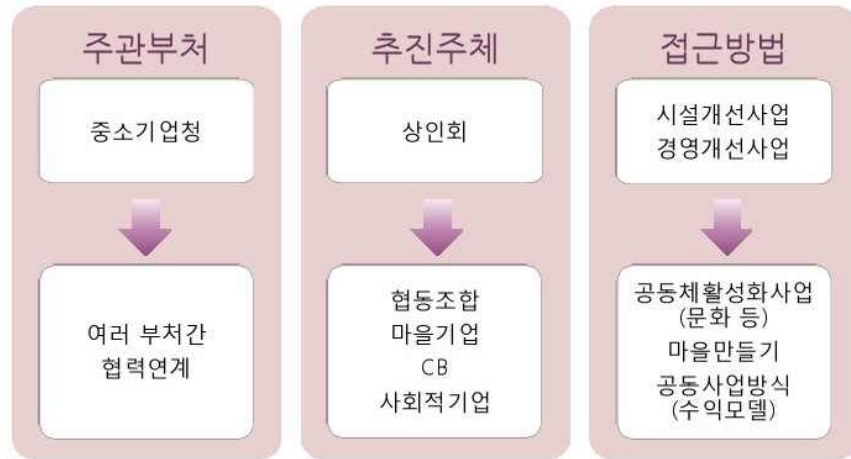 주관부처
중소기업청
여러 부처간
협력연계
추진주체
상인회
협동조합
마을기업
CB
사회적기업
접근방법
시설개선사업
경영개선사업
공동체활성화사업
(문화 등)
마을만들기
공동사업방식
(수익모델)